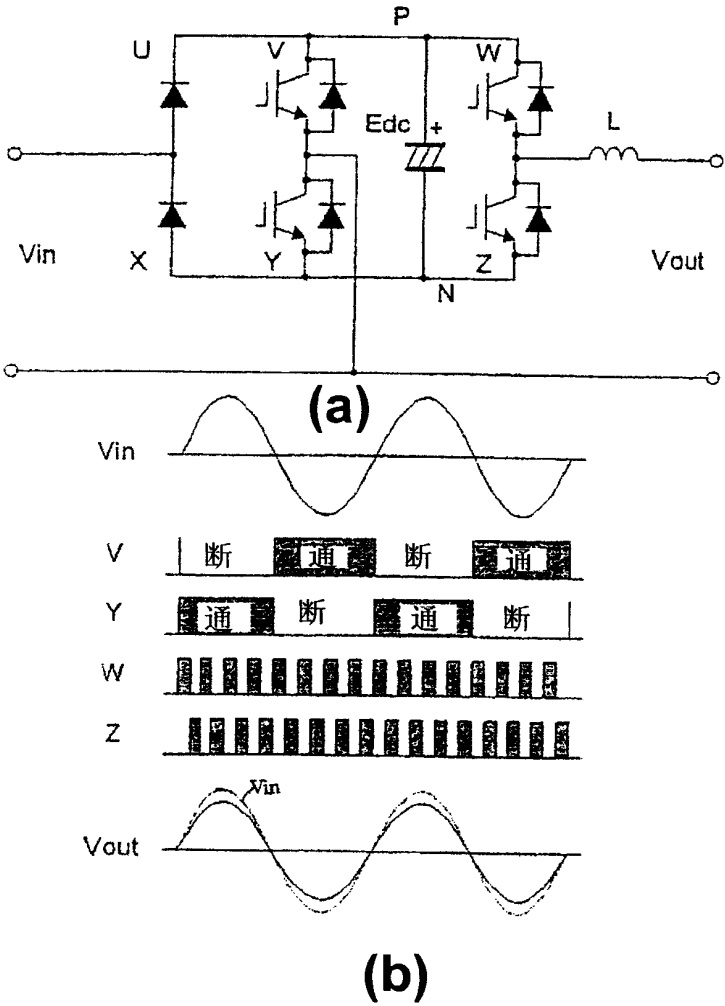 P
U V W
Edc + L
Vin X Y Z Vout
N
(a)
Vin
V 断 通 断 通
Y 通 断 通 断
W
Z
Vin
Vout
(b)